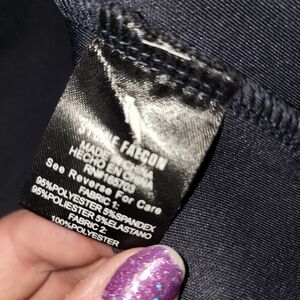 FALCON
MADE IN CHINA
HECHO EN CHINA
See Reverse For Care
FABRIC 1:
95%POLYESTER 5%SPANDEX
95%POLIESTER 5%ELASTANO
FABRIC 2:
100%POLYESTER